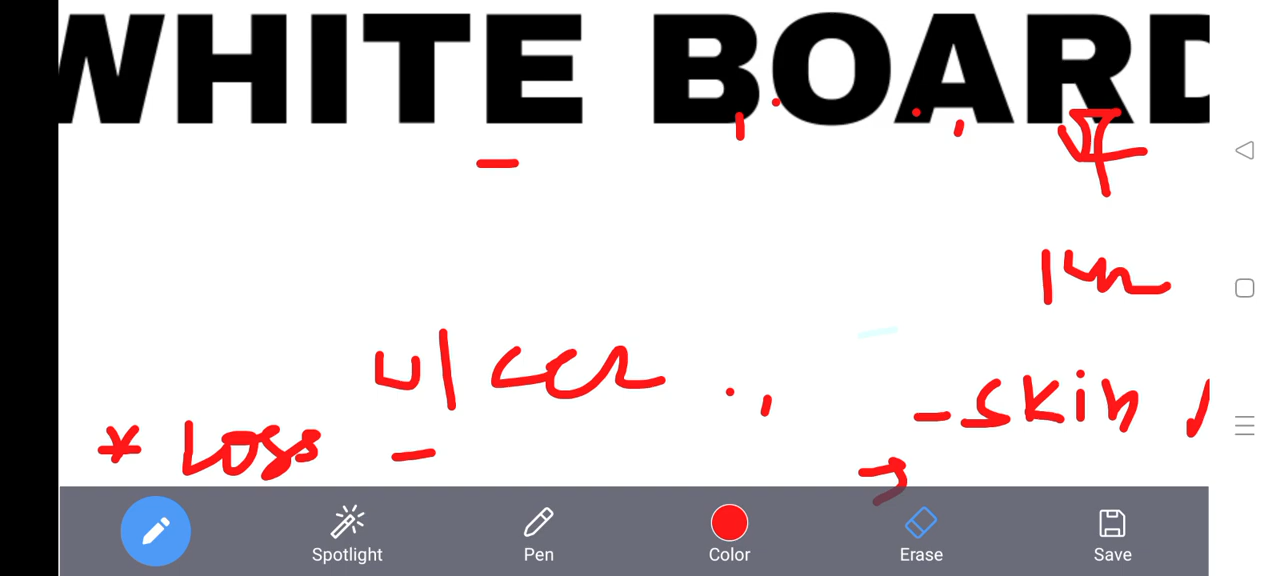 WHITE BOARD
ulcer
- skin
* Loss -
Spotlight Pen Color Erase Save